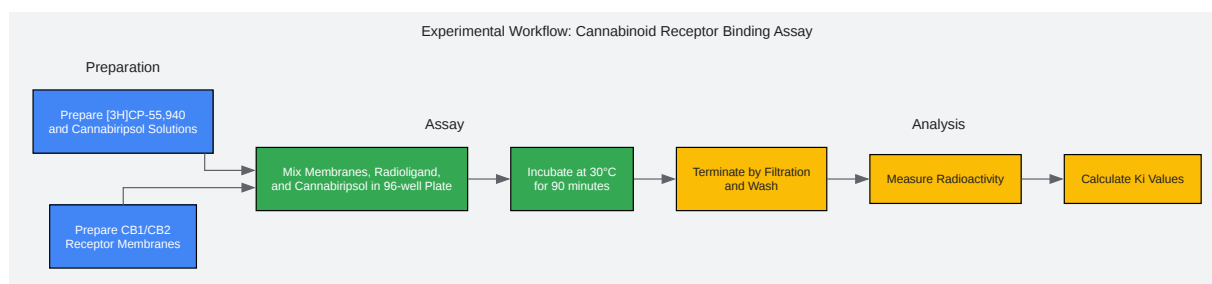 Experimental Workflow: Cannabinoid Receptor Binding Assay
Preparation
Prepare [3H]CP-55,940
and Cannabiripsol Solutions
Prepare CB1/CB2
Receptor Membranes
Assay
Mix Membranes, Radioligand,
and Cannabiripsol in 96-well Plate
Incubate at 30°C
for 90 minutes
Terminate by Filtration
and Wash
Analysis
Measure Radioactivity
Calculate Ki Values